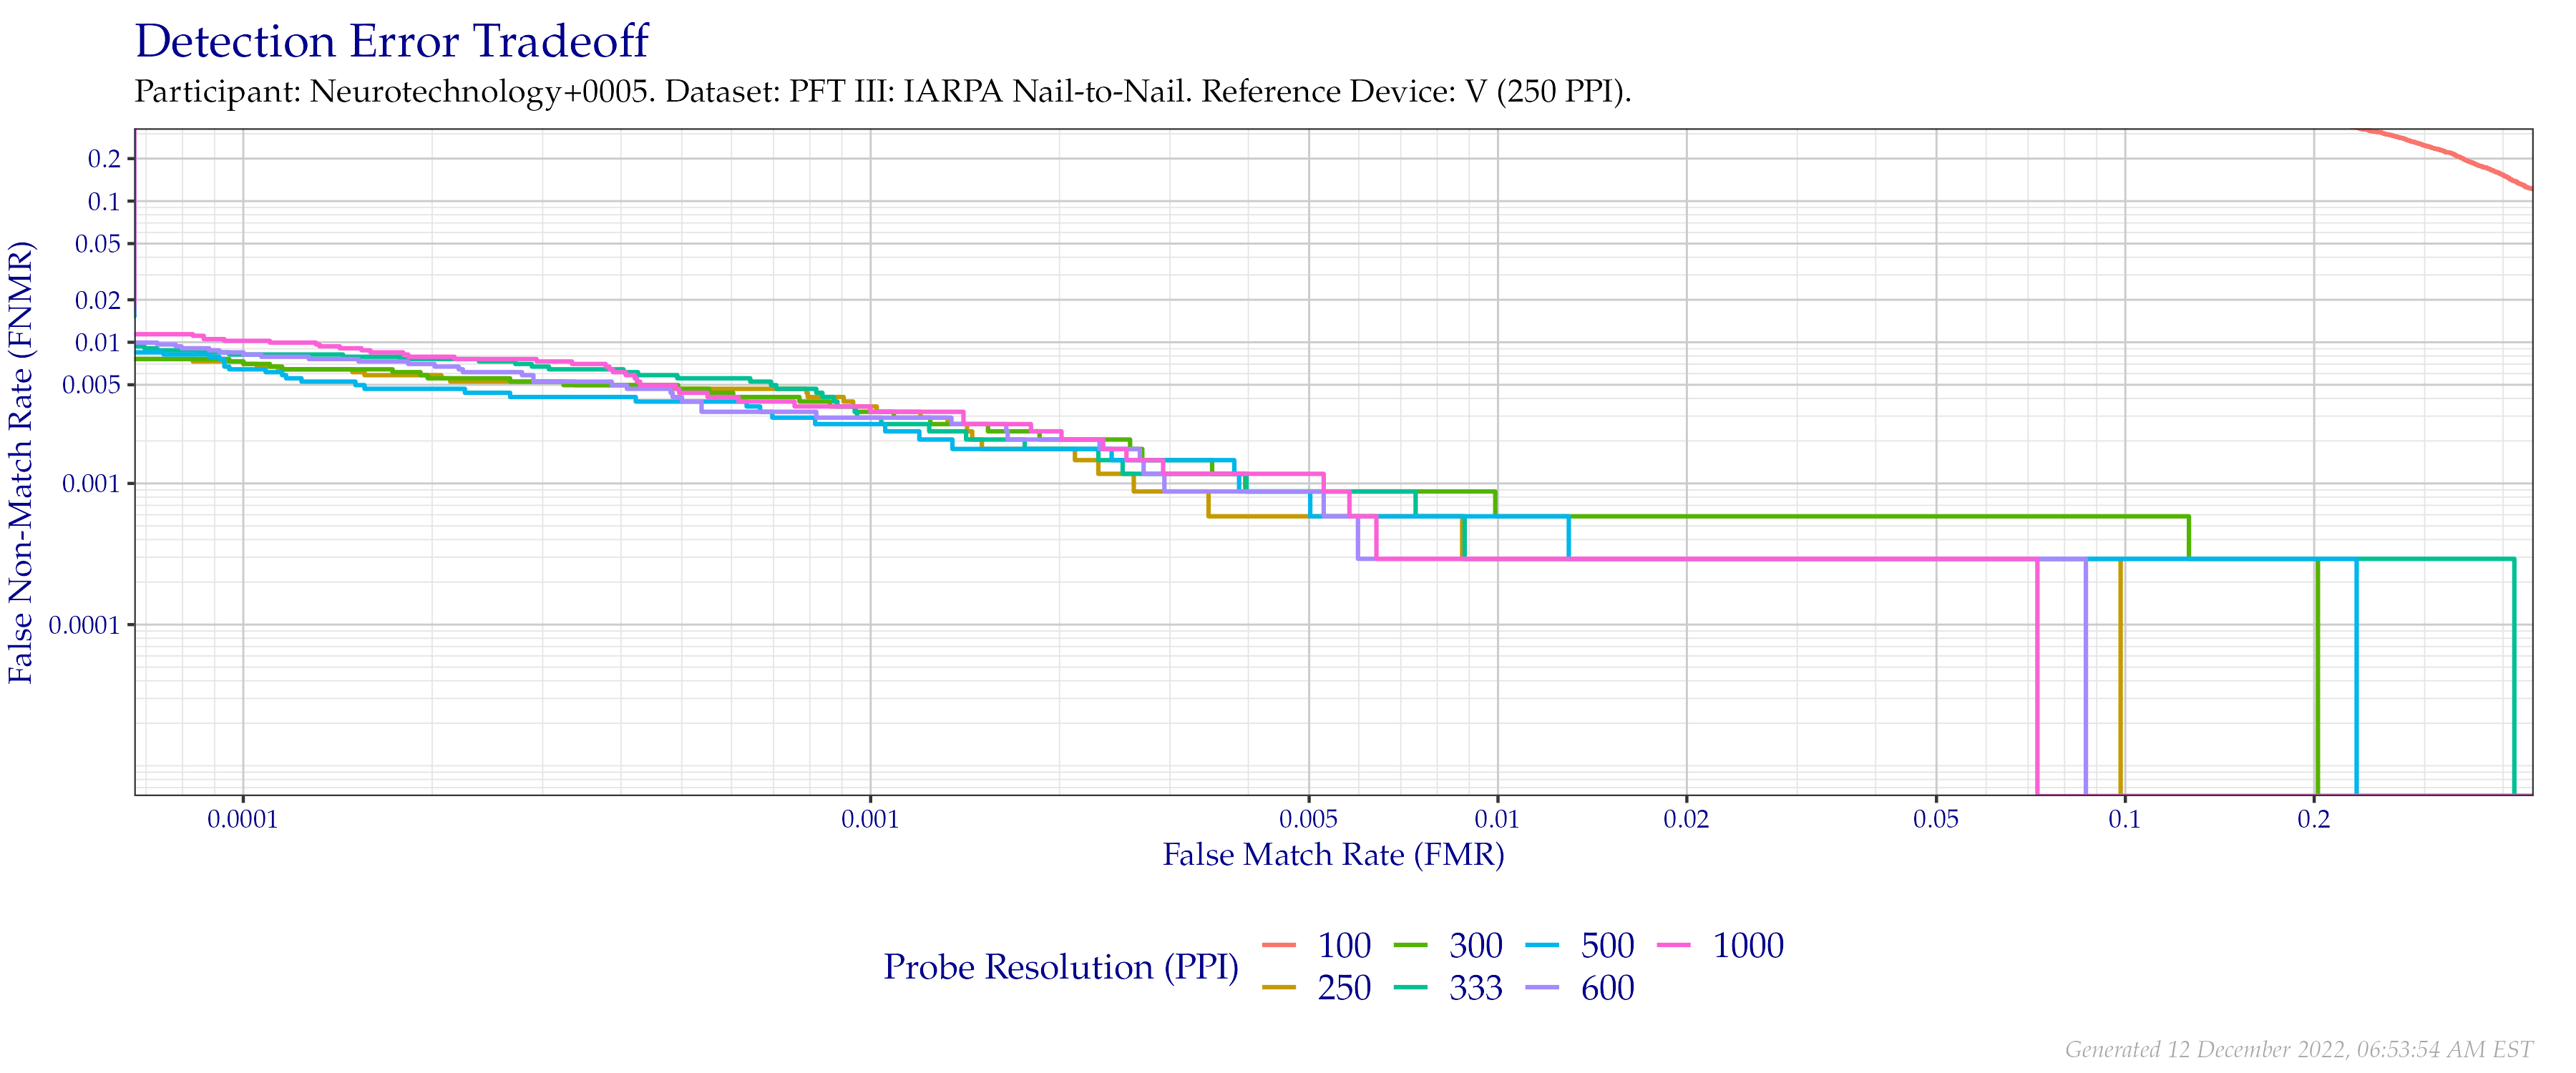 Detection Error Tradeoff
Participant: Neurotechnology+0005. Dataset: PFT III: IARPA Nail-to-Nail. Reference Device: V (250 PPI).
False Non-Match Rate (FNMR)
0.2
0.1
0.05
0.02
0.01
0.005
0.001
0.0001
0.0001 0.001 0.005 0.01 0.02 0.05 0.1 0.2
False Match Rate (FMR)
Probe Resolution (PPI)
100 300 500 1000
250 333 600
Generated 12 December 2022, 06:53:54 AM EST